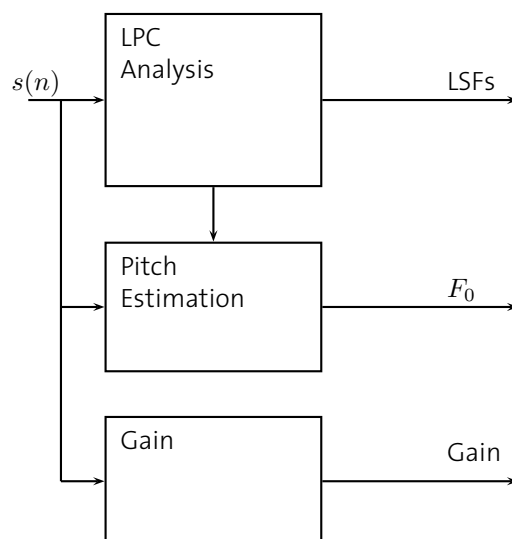 LPC
Analysis
s(n)
LSFs
Pitch
Estimation
F₀
Gain
Gain